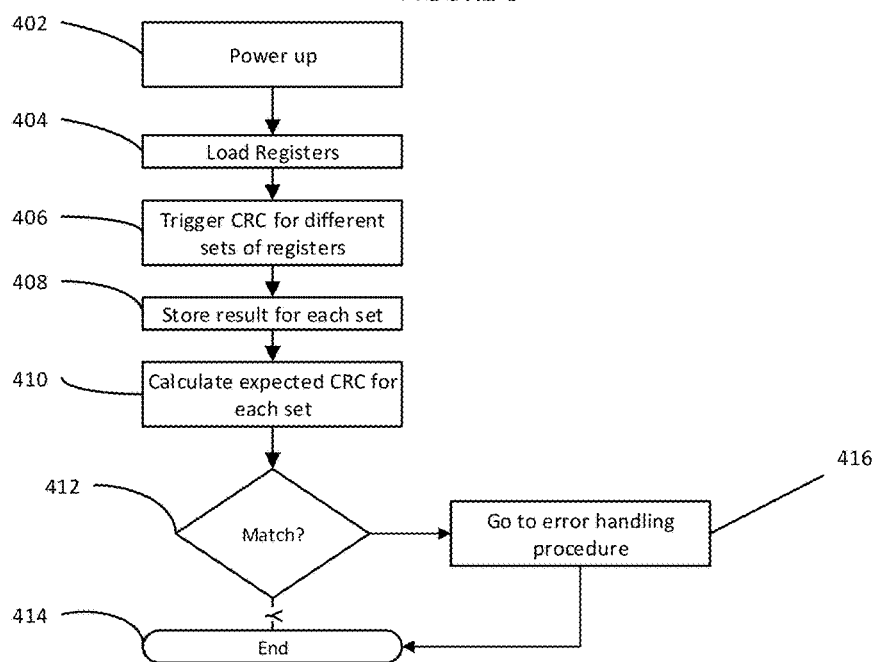 402
Power up
404
Load Registers
406
Trigger CRC for different
sets of registers
408
Store result for each set
410
Calculate expected CRC for
each set
412
Match?
416
Go to error handling
procedure
Y
414
End